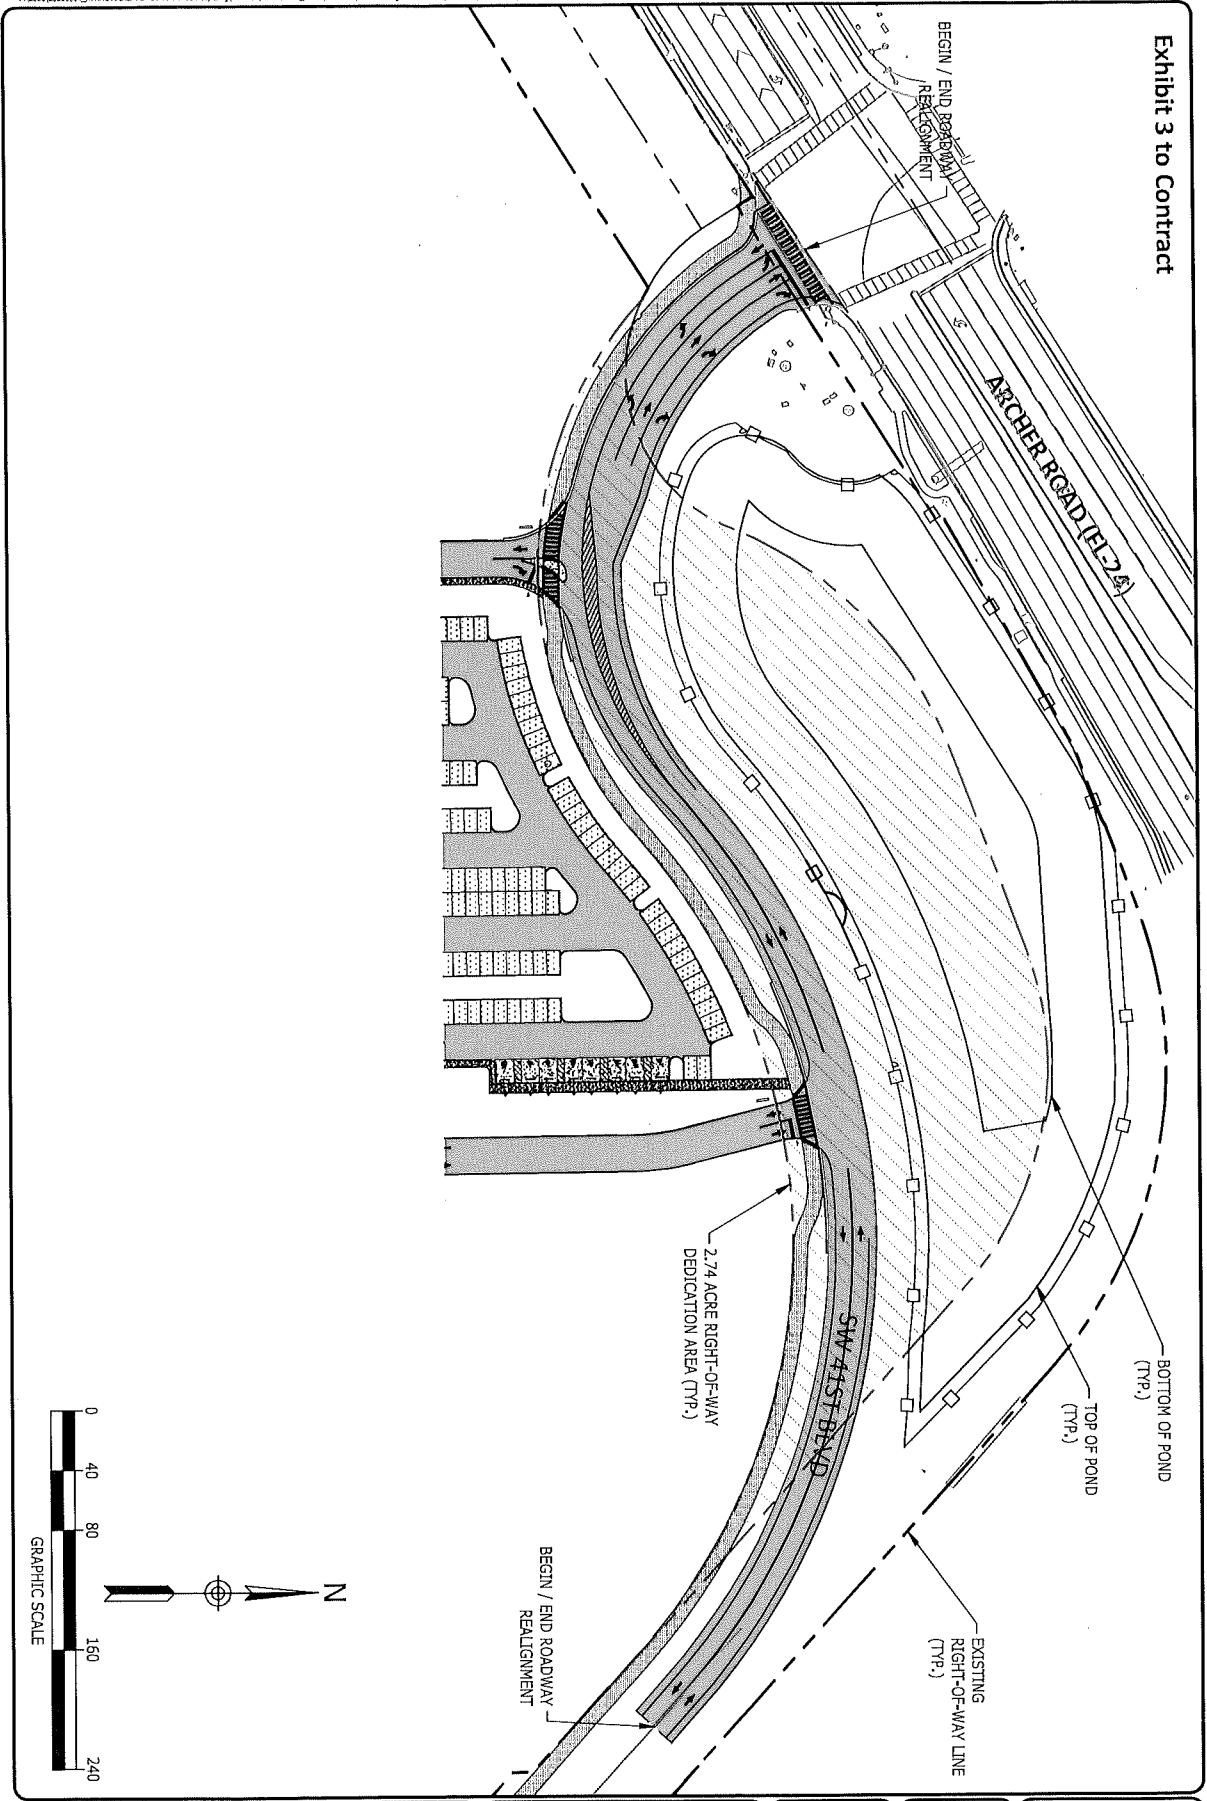 Exhibit 3 to Contract
BEGIN / END ROADWAY
REALIGNMENT
ARCHER ROAD (FL-24)
BOTTOM OF POND
(TYP.)
TOP OF POND
(TYP.)
2.74 ACRE RIGHT-OF-WAY
DEDICATION AREA (TYP.)
SW 41ST BLVD
EXISTING
RIGHT-OF-WAY LINE
(TYP.)
BEGIN / END ROADWAY
REALIGNMENT
N
0 40 80 160 240
GRAPHIC SCALE